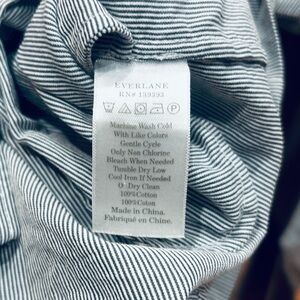 EVERLANE
RN# 139393
Machine Wash Cold
With Like Colors
Gentle Cycle
Only Non Chlorine
Bleach When Needed
Tumble Dry Low
Cool Iron If Needed
Or Dry Clean
100%Cotton
100%Coton
Made in China.
Fabriqué en Chine.